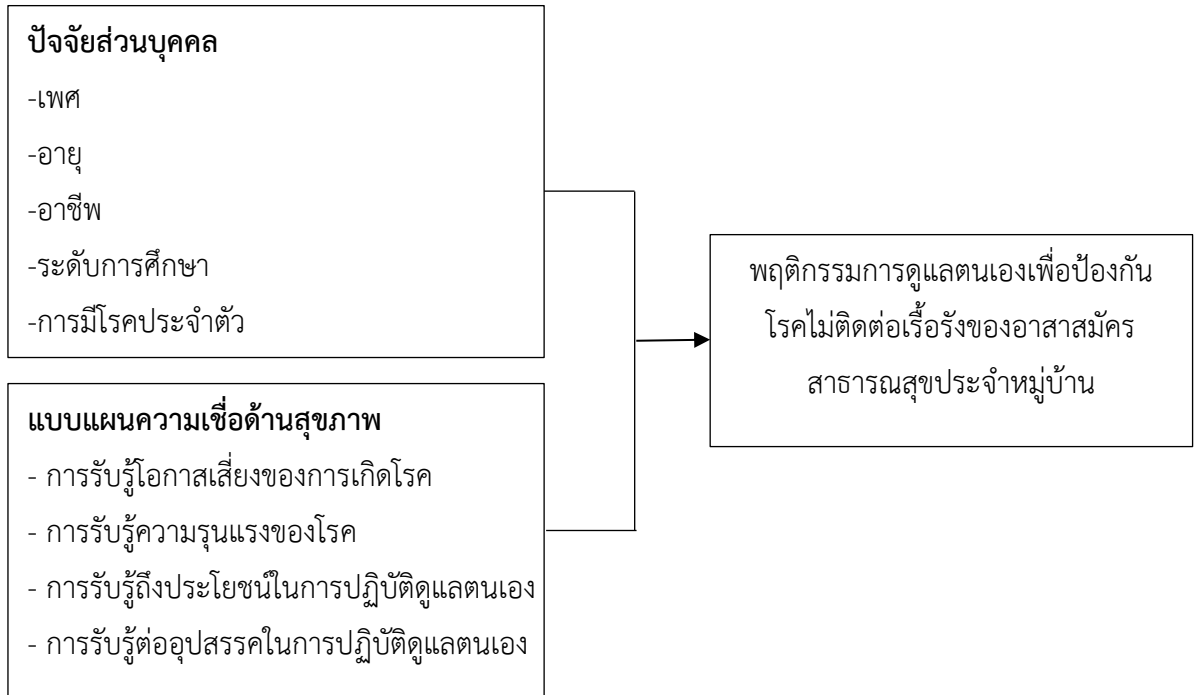 ปัจจัยส่วนบุคคล
-เพศ
-อายุ
-อาชีพ
-ระดับการศึกษา
-การมีโรคประจำตัว
แบบแผนความเชื่อด้านสุขภาพ
- การรับรู้โอกาสเสี่ยงของการเกิดโรค
- การรับรู้ความรุนแรงของโรค
- การรับรู้ถึงประโยชน์ในการปฏิบัติดูแลตนเอง
- การรับรู้ต่ออุปสรรคในการปฏิบัติดูแลตนเอง
พฤติกรรมการดูแลตนเองเพื่อป้องกัน
โรคไม่ติดต่อเรื้อรังของอาสาสมัคร
สาธารณสุขประจำหมู่บ้าน